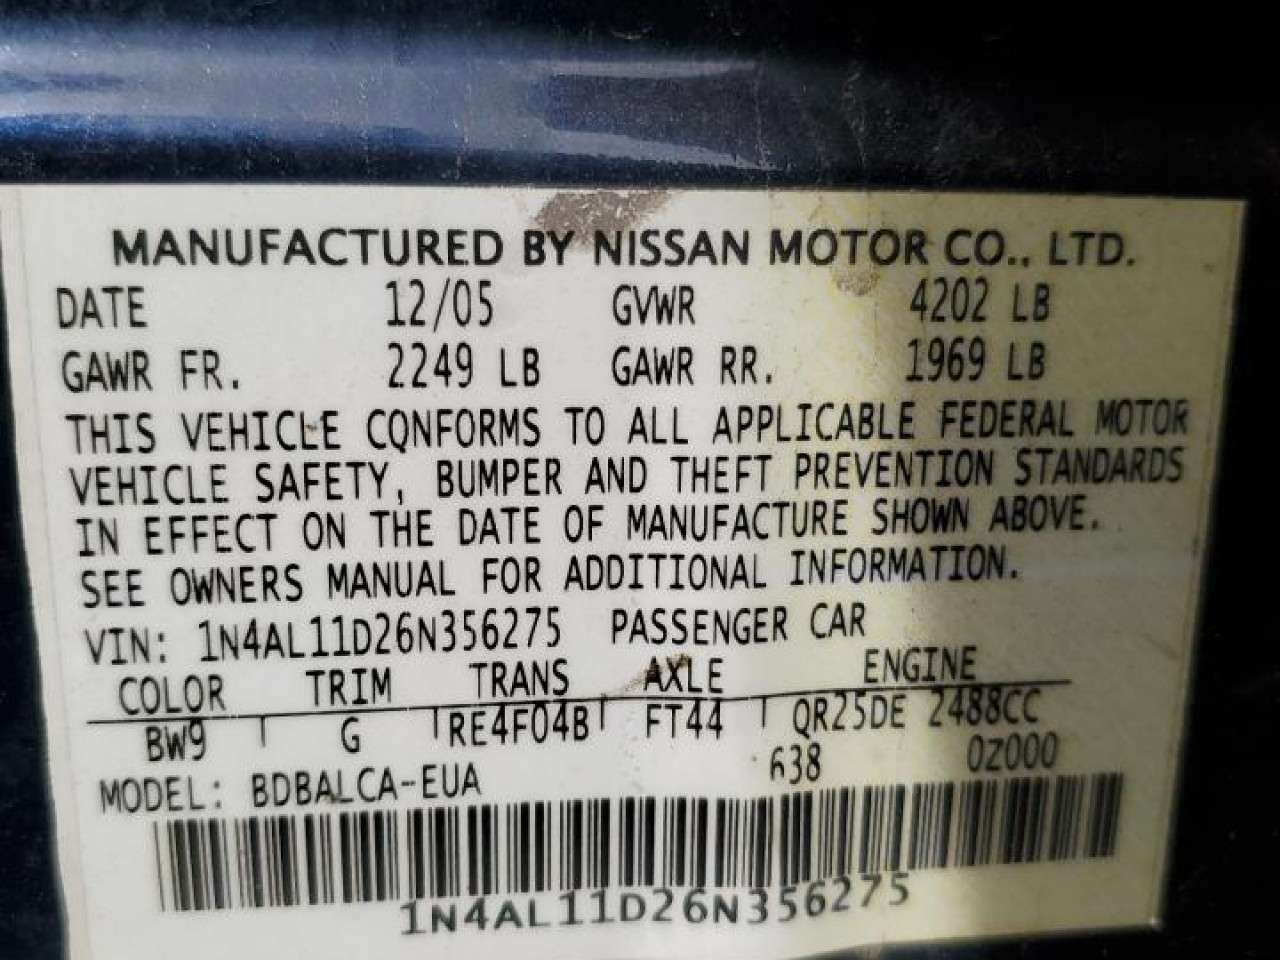 MANUFACTURED BY NISSAN MOTOR CO., LTD.
DATE 12/05 GVWR 4202 LB
GAWR FR. 2249 LB GAWR RR. 1969 LB
THIS VEHICLE CONFORMS TO ALL APPLICABLE FEDERAL MOTOR
VEHICLE SAFETY, BUMPER AND THEFT PREVENTION STANDARDS
IN EFFECT ON THE DATE OF MANUFACTURE SHOWN ABOVE.
SEE OWNERS MANUAL FOR ADDITIONAL INFORMATION.
VIN: 1N4AL11D26N356275 PASSENGER CAR
COLOR TRIM TRANS AXLE ENGINE
BW9 G RE4F04B FT44 QR25DE 2488CC
638 0Z000
MODEL: BDBALCA-EUA
1N4AL11D26N356275